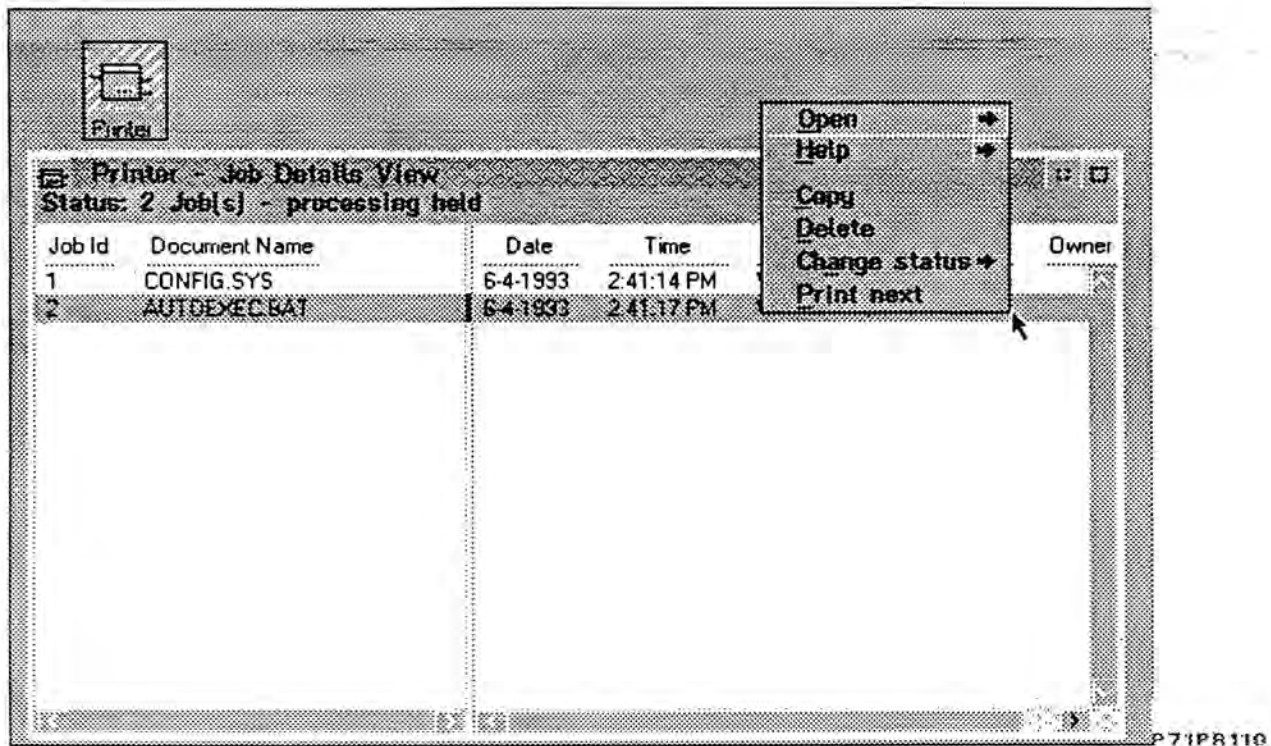 Printer
Printer - Job Details View
Status: 2 Job(s) - processing held
Job Id Document Name Date Time Owner
1 CONFIG.SYS 6-4-1993 2:41:14 PM
2 AUTOEXEC.BAT 6-4-1993 2:41:17 PM
Open
Help
Copy
Delete
Change status
Print next